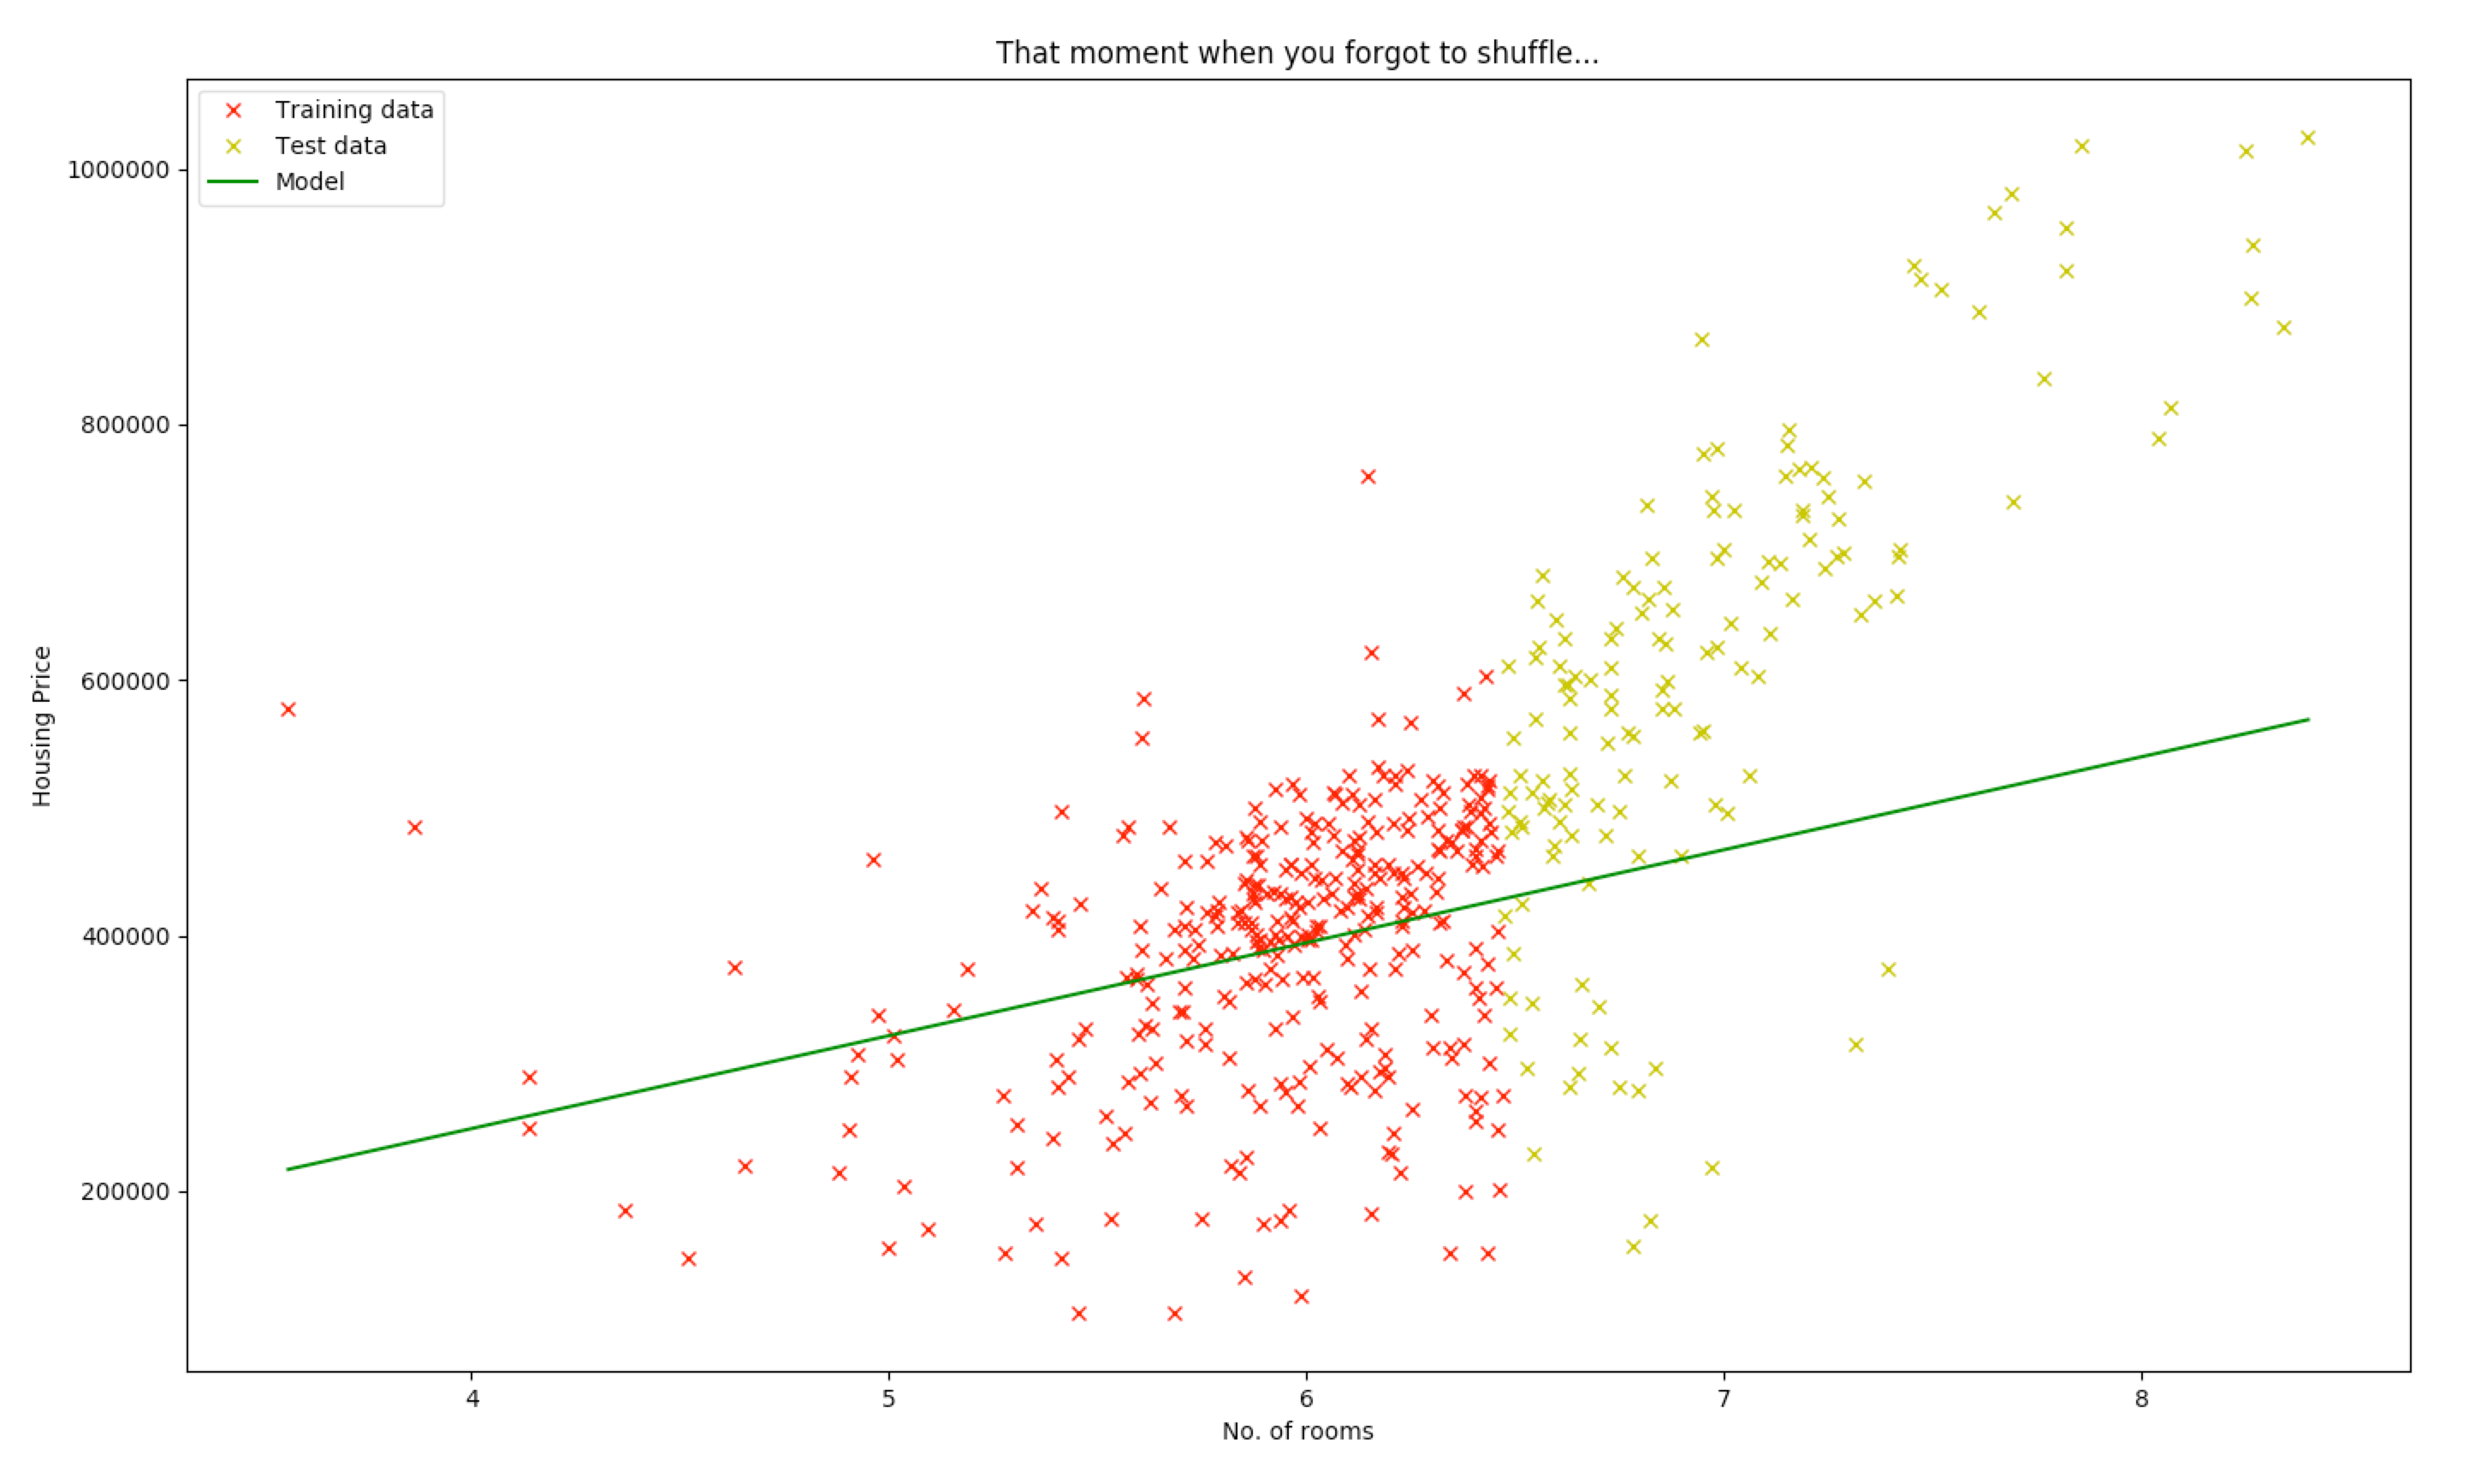 That moment when you forgot to shuffle...
Training data
Test data
Model
1000000
800000
600000
400000
200000
Housing Price
4 5 6 7 8
No. of rooms